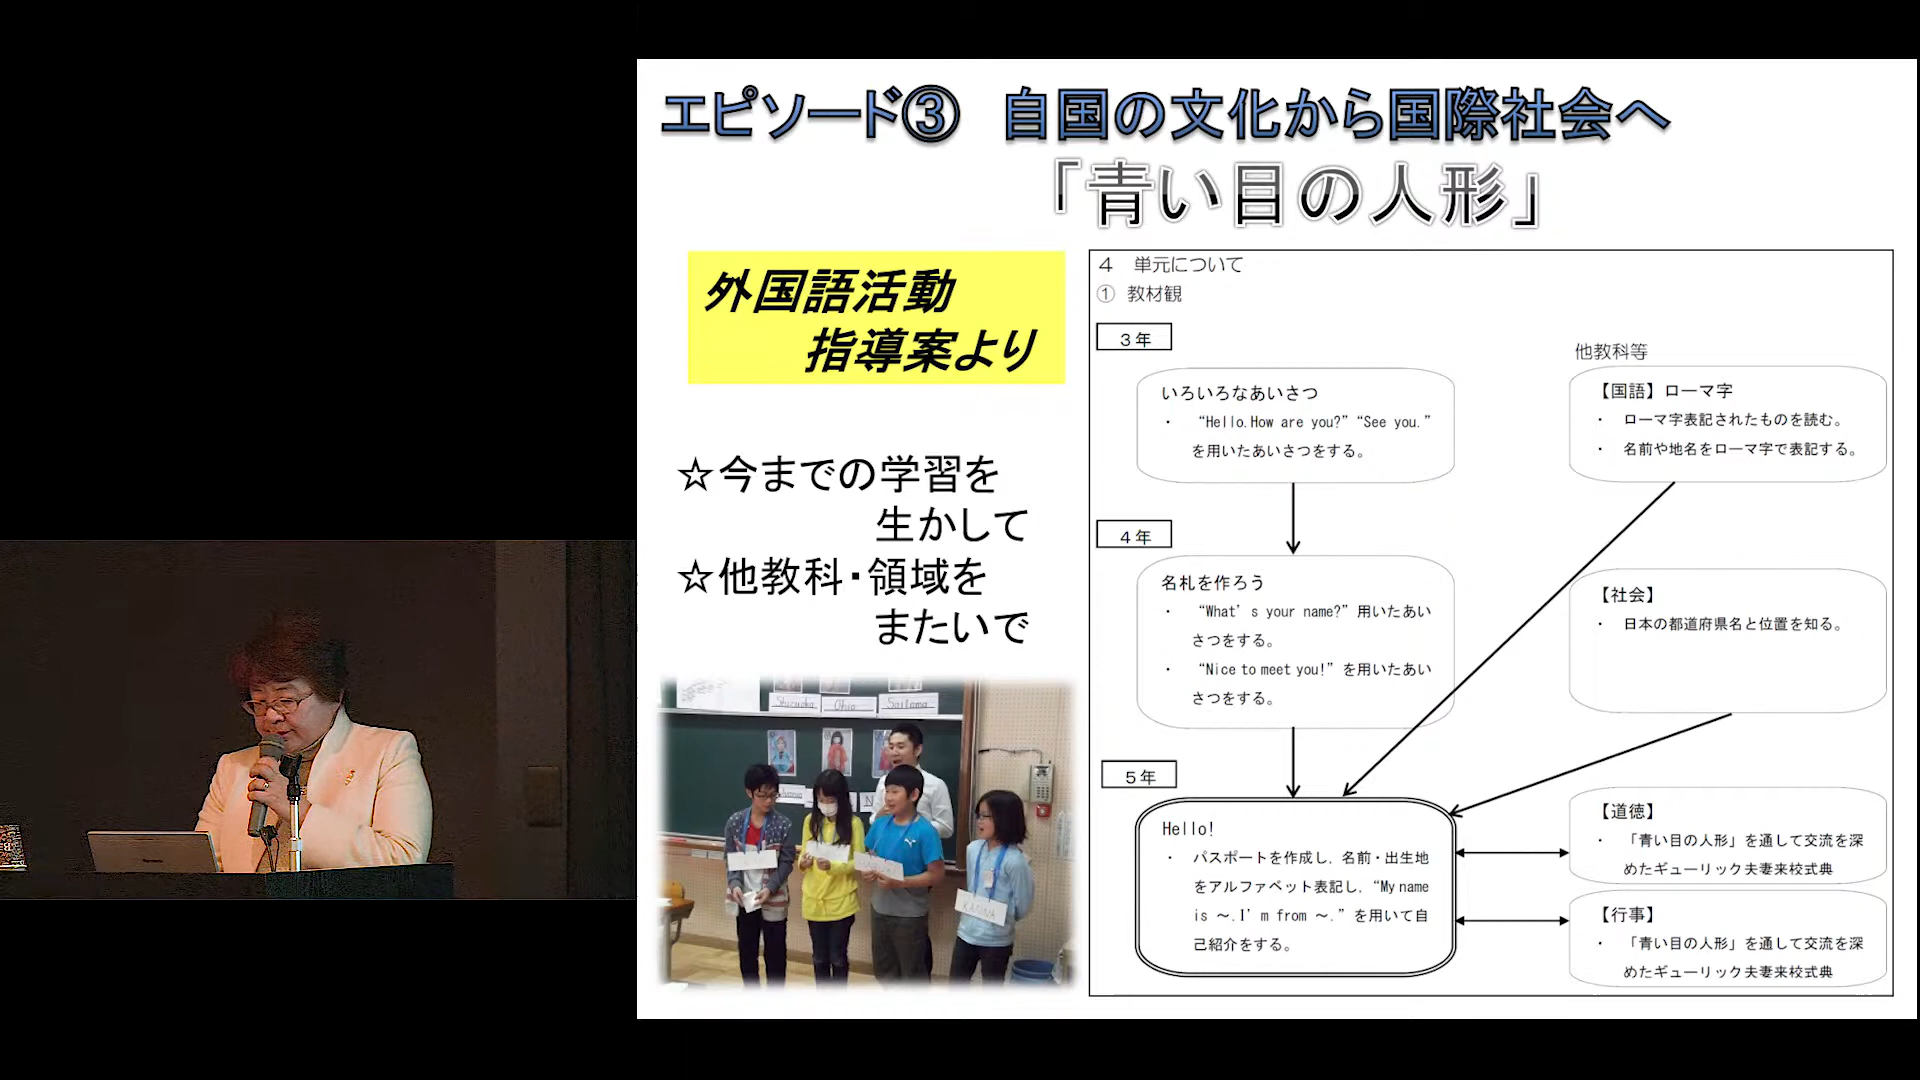 エピソード③ 自国の文化から国際社会へ
「青い目の人形」
外国語活動
指導案より
☆今までの学習を
生かして
☆他教科・領域を
またいで
Shizuoka
Ohio
Saitama
KANNA
4 単元について
① 教材観
3年
いろいろなあいさつ
・ “Hello.How are you?”“See you.”
を用いたあいさつをする。
4年
名札を作ろう
・ “What’s your name?”用いたあい
さつをする。
・ “Nice to meet you!”を用いたあい
さつをする。
5年
Hello!
・ パスポートを作成し，名前・出生地
をアルファベット表記し，“My name
is ～.I’m from ～.”を用いて自
己紹介をする。
他教科等
【国語】ローマ字
・ ローマ字表記されたものを読む。
・ 名前や地名をローマ字で表記する。
【社会】
・ 日本の都道府県名と位置を知る。
【道徳】
・ 「青い目の人形」を通して交流を深
めたギューリック夫妻来校式典
【行事】
・ 「青い目の人形」を通して交流を深
めたギューリック夫妻来校式典